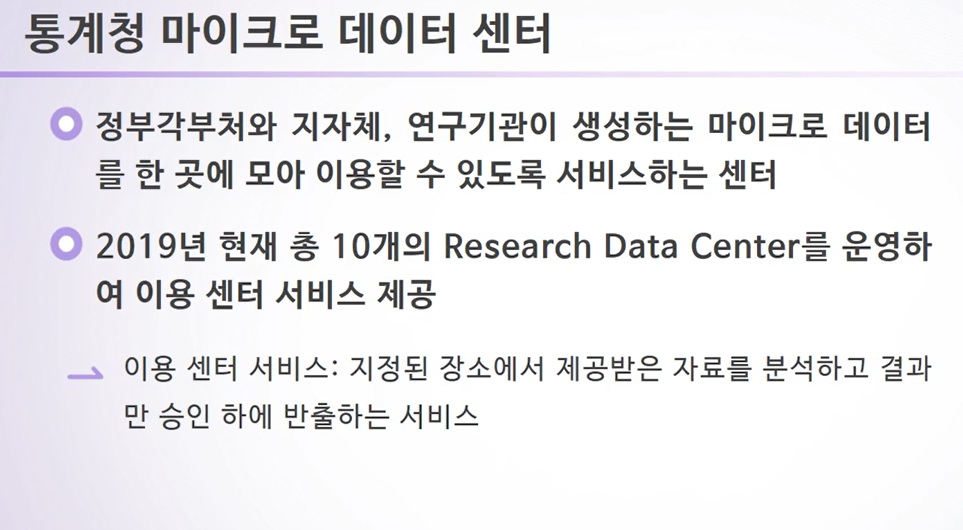 통계청 마이크로 데이터 센터
정부각부처와 지자체, 연구기관이 생성하는 마이크로 데이터
를 한 곳에 모아 이용할 수 있도록 서비스하는 센터
2019년 현재 총 10개의 Research Data Center를 운영하
여 이용 센터 서비스 제공
이용 센터 서비스: 지정된 장소에서 제공받은 자료를 분석하고 결과
만 승인 하에 반출하는 서비스